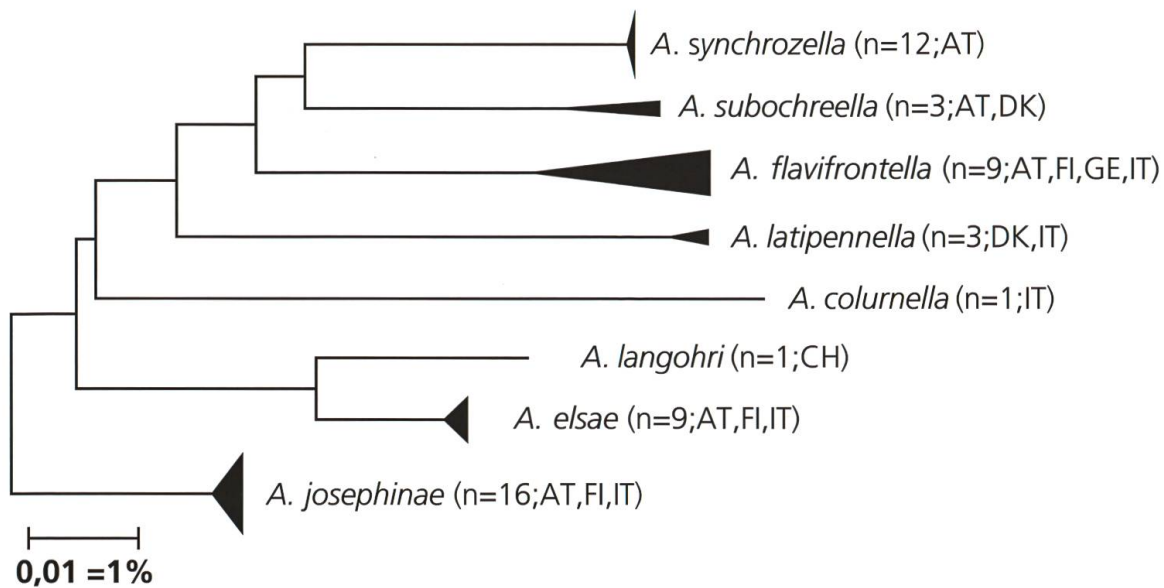 A. synchrozella (n=12;AT)
A. subochreella (n=3;AT,DK)
A. flavifrontella (n=9;AT,FI,GE,IT)
A. latipennella (n=3;DK,IT)
A. colurnella (n=1;IT)
A. langohri (n=1;CH)
A. elsae (n=9;AT,FI,IT)
A. josephinae (n=16;AT,FI,IT)
0,01 =1%